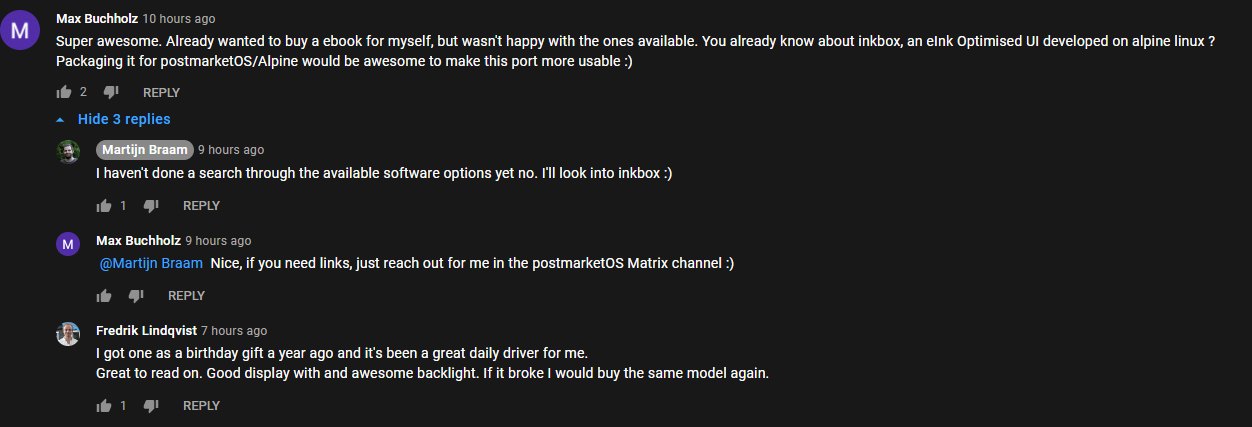 M
Max Buchholz 10 hours ago
Super awesome. Already wanted to buy a ebook for myself, but wasn't happy with the ones available. You already know about inkbox, an eInk Optimised UI developed on alpine linux ?
Packaging it for postmarketOS/Alpine would be awesome to make this port more usable :)
2 REPLY
Hide 3 replies
Martijn Braam 9 hours ago
I haven't done a search through the available software options yet no. I'll look into inkbox :)
1 REPLY
M
Max Buchholz 9 hours ago
@Martijn Braam Nice, if you need links, just reach out for me in the postmarketOS Matrix channel :)
REPLY
Fredrik Lindqvist 7 hours ago
I got one as a birthday gift a year ago and it's been a great daily driver for me.
Great to read on. Good display with and awesome backlight. If it broke I would buy the same model again.
1 REPLY